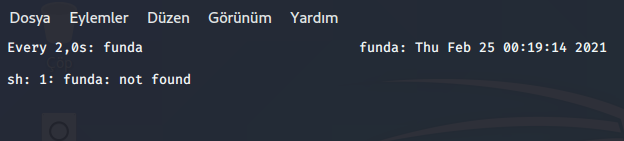 Dosya Eylemler Düzen Görünüm Yardım
Every 2,0s: funda funda: Thu Feb 25 00:19:14 2021
sh: 1: funda: not found